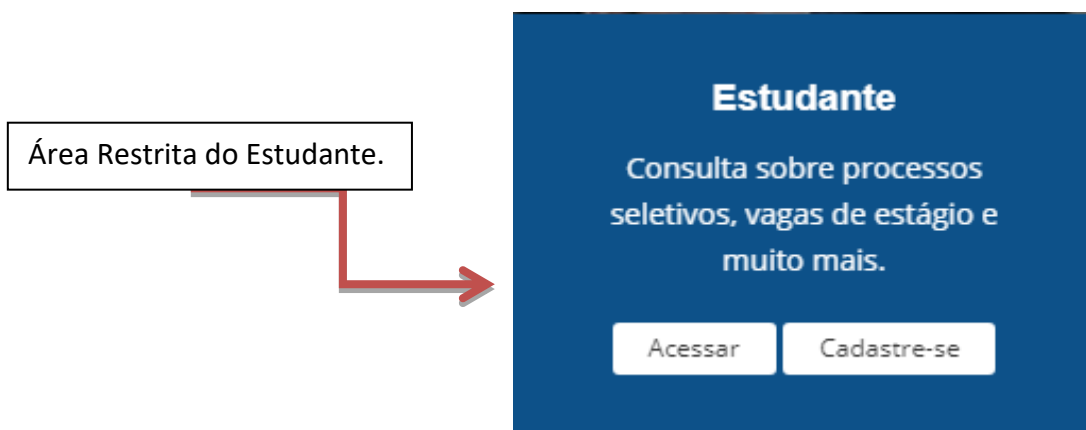 Área Restrita do Estudante.
Estudante
Consulta sobre processos
seletivos, vagas de estágio e
muito mais.
Acessar
Cadastre-se